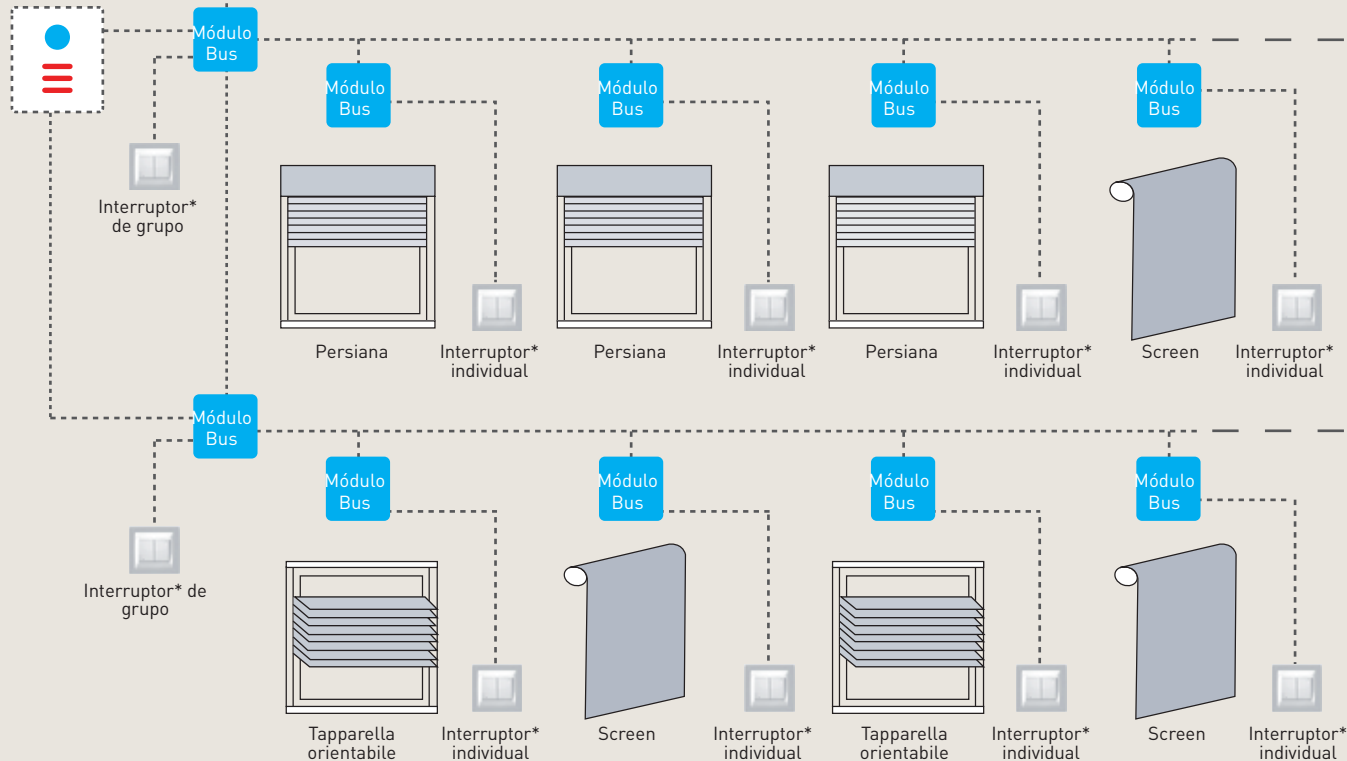 Módulo
Bus
Módulo
Bus
Módulo
Bus
Módulo
Bus
Módulo
Bus
Interruptor*
de grupo
Persiana
Interruptor*
individual
Persiana
Interruptor*
individual
Persiana
Interruptor*
individual
Screen
Interruptor*
individual
Módulo
Bus
Módulo
Bus
Módulo
Bus
Módulo
Bus
Módulo
Bus
Interruptor* de
grupo
Tapparella
orientabile
Interruptor*
individual
Screen
Interruptor*
individual
Tapparella
orientabile
Interruptor*
individual
Screen
Interruptor*
individual